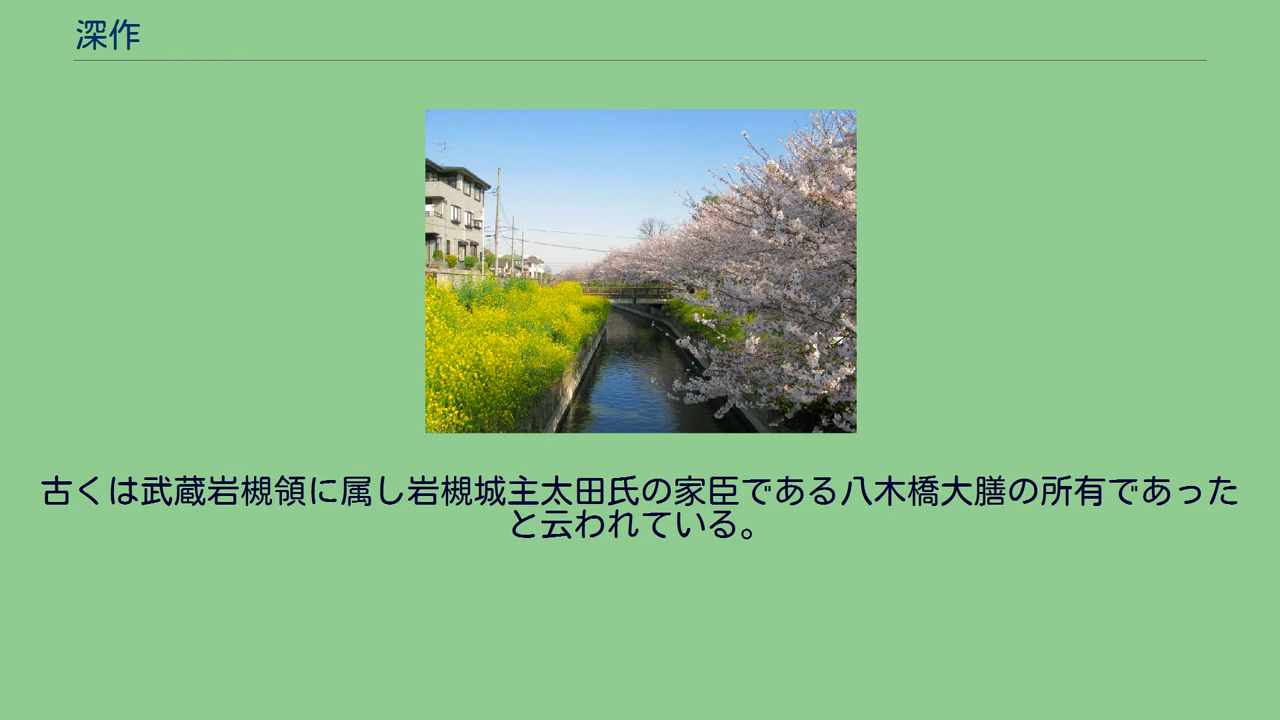 深作
古くは武蔵岩槻領に属し岩槻城主太田氏の家臣である八木橋大膳の所有であった
と云われている。